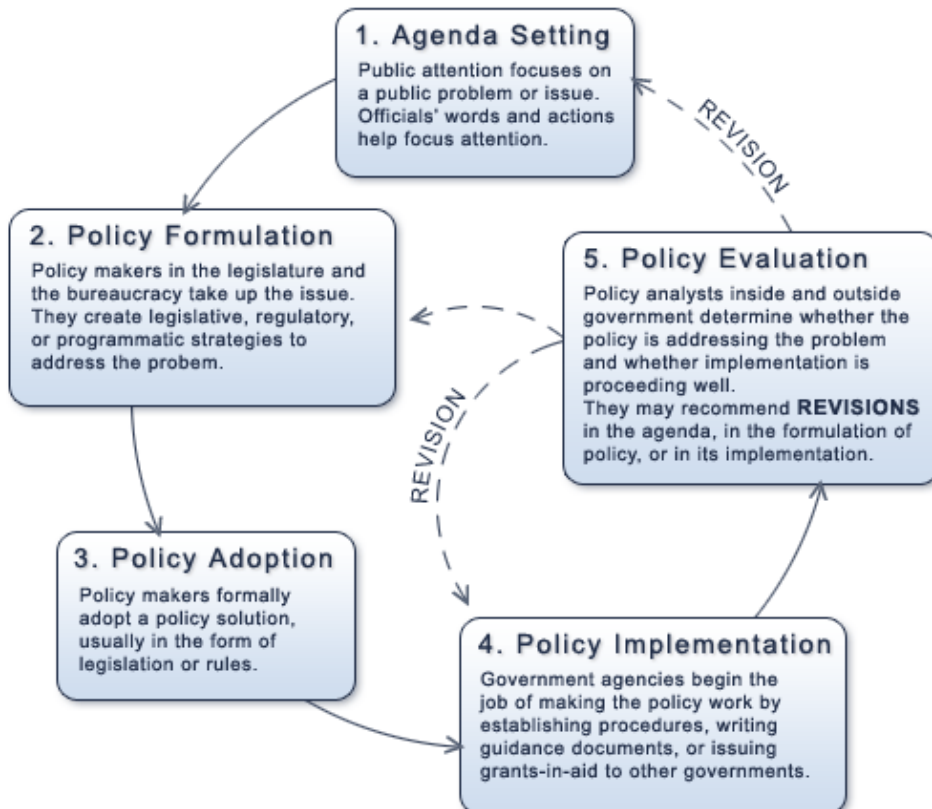 1. Agenda Setting
Public attention focuses on
a public problem or issue.
Officials' words and actions
help focus attention.
REVISION
2. Policy Formulation
Policy makers in the legislature and
the bureaucracy take up the issue.
They create legislative, regulatory,
or programmatic strategies to
address the probem.
5. Policy Evaluation
Policy analysts inside and outside
government determine whether the
policy is addressing the problem
and whether implementation is
proceeding well.
They may recommend REVISIONS
in the agenda, in the formulation of
policy, or in its implementation.
REVISION
3. Policy Adoption
Policy makers formally
adopt a policy solution,
usually in the form of
legislation or rules.
4. Policy Implementation
Government agencies begin the
job of making the policy work by
establishing procedures, writing
guidance documents, or issuing
grants-in-aid to other governments.